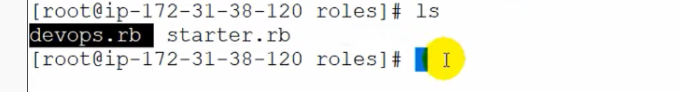 [root@ip-172-31-38-120 roles]# ls
devops.rb  starter.rb
[root@ip-172-31-38-120 roles]#